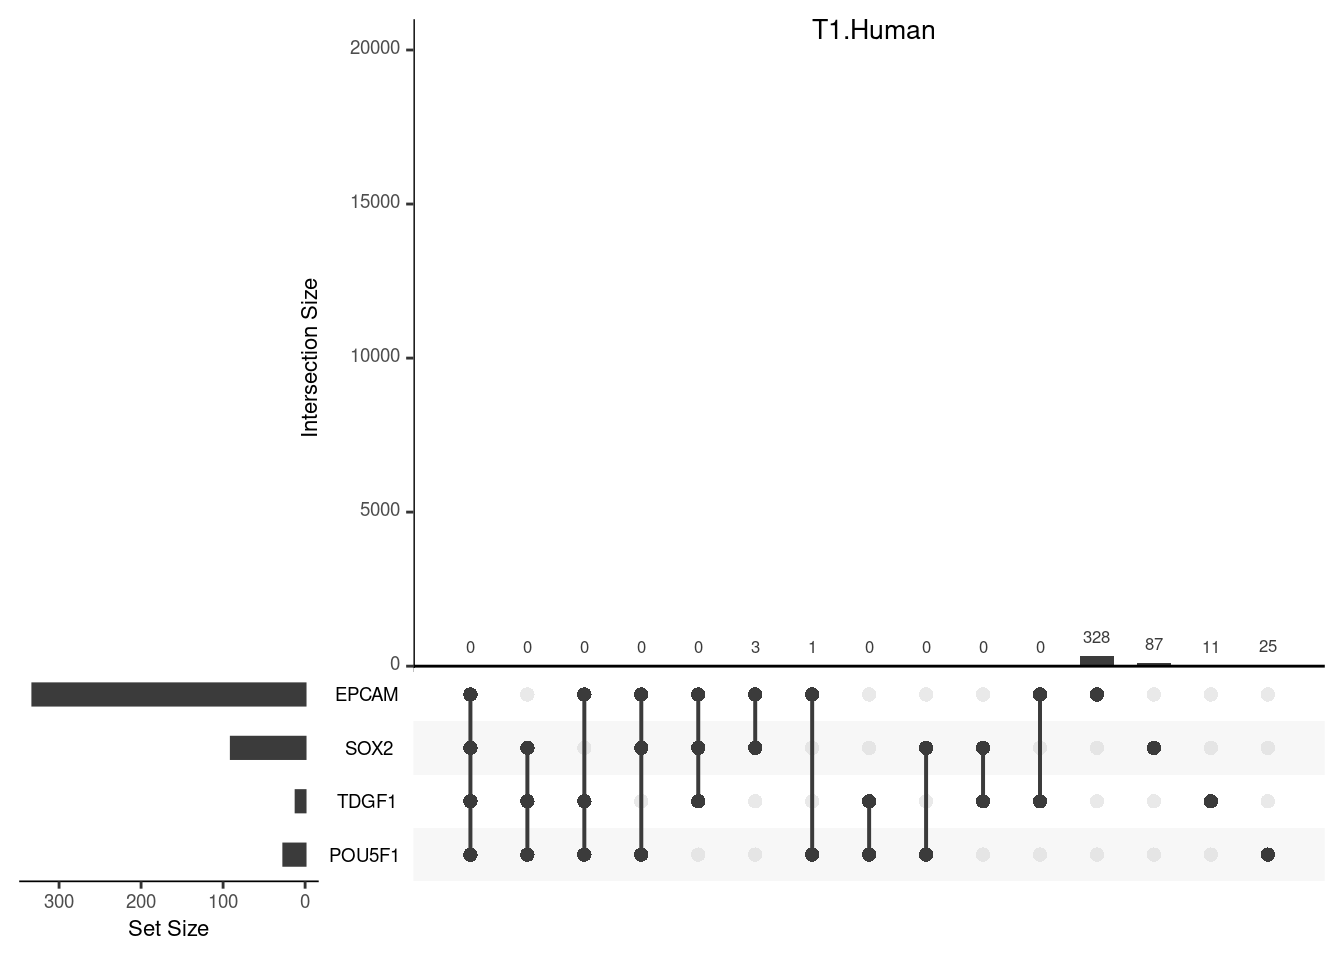 T1.Human
20000
15000
10000
5000
0
Intersection Size
0 0 0 0 0 3 1 0 0 0 0 328 87 11 25
EPCAM
SOX2
TDGF1
POU5F1
300 200 100 0
Set Size